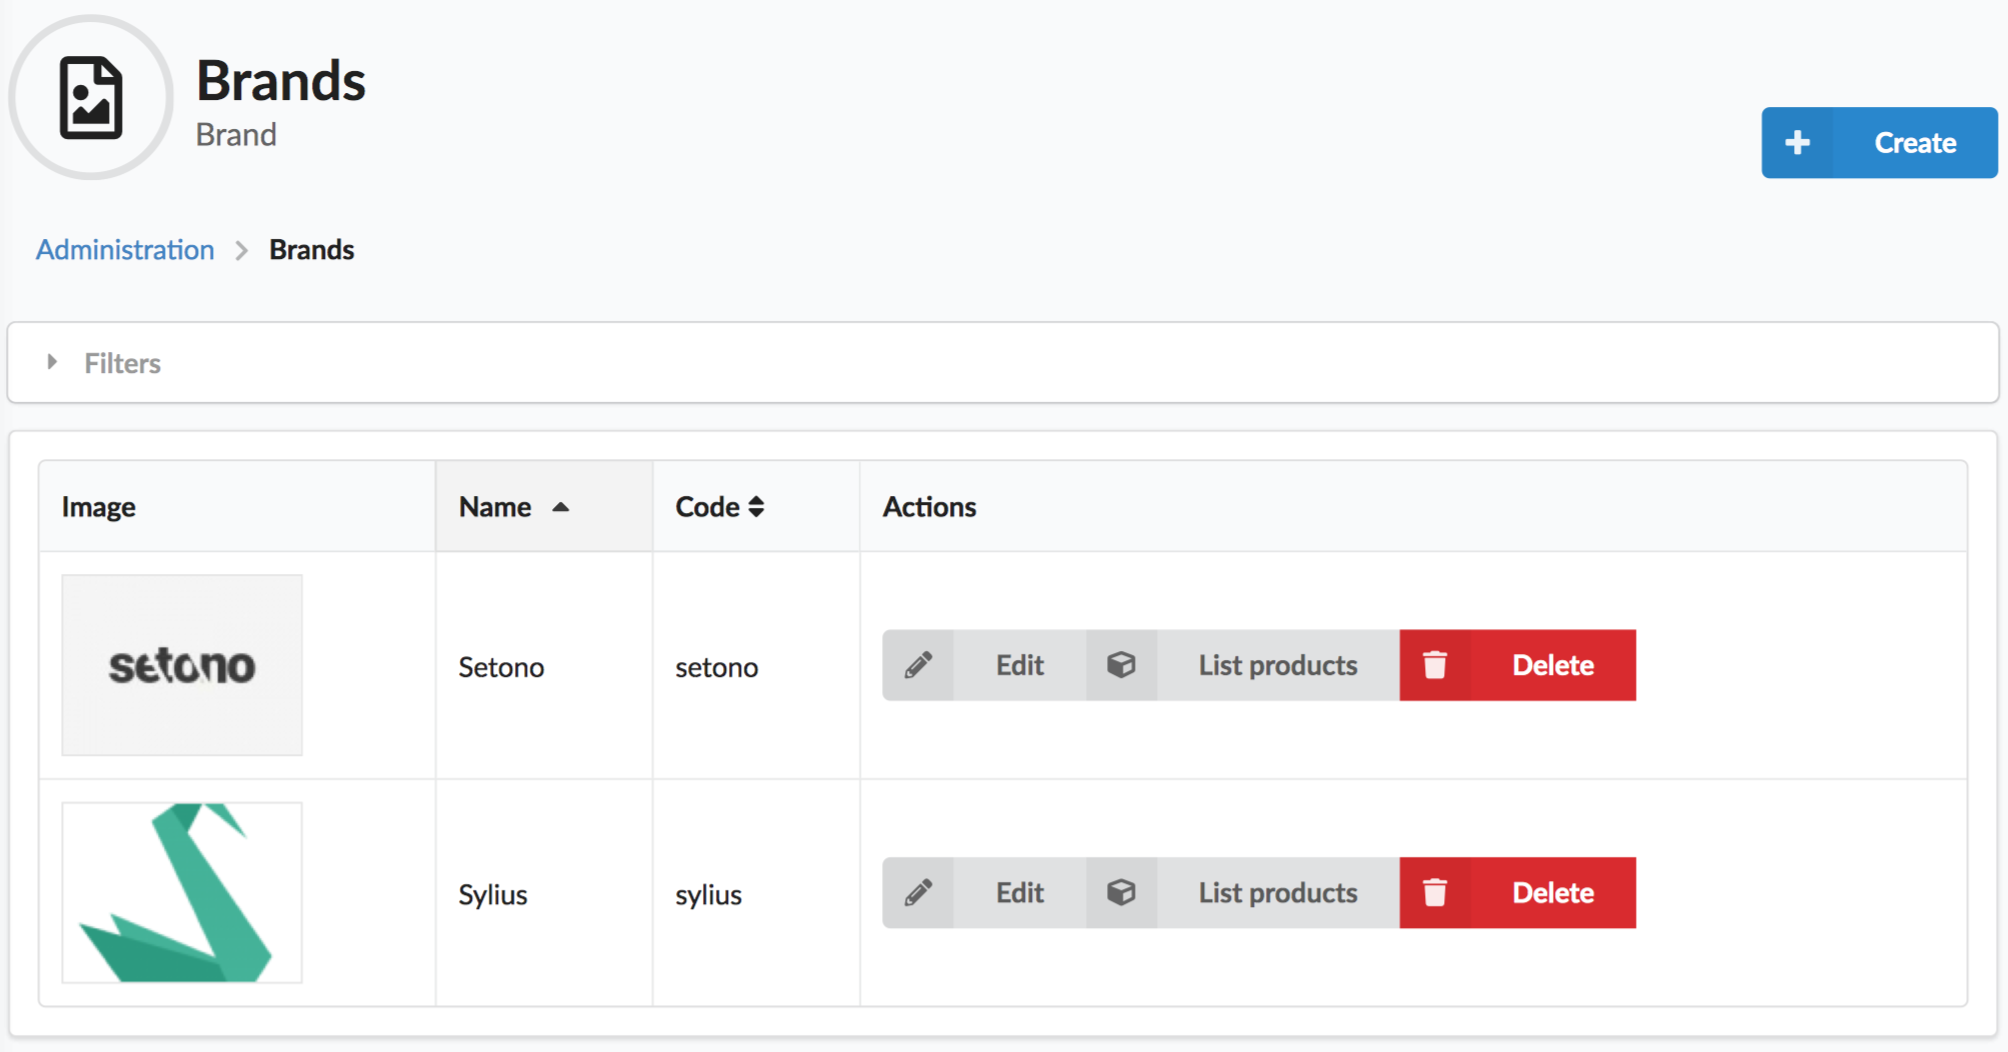 Brands
Brand
Create
Administration Brands
Filters
Image Name Code Actions
setono Setono setono Edit List products Delete
Sylius sylius Edit List products Delete